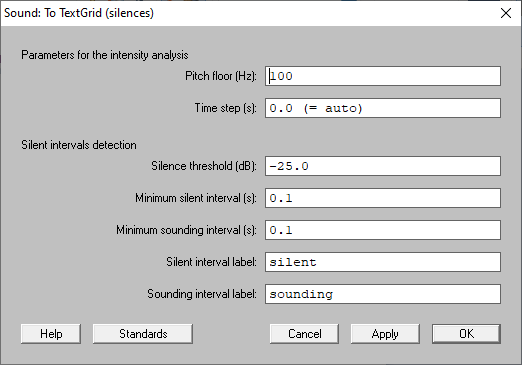 Sound: To TextGrid (silences)
Parameters for the intensity analysis
Pitch floor (Hz): 100
Time step (s): 0.0 (= auto)
Silent intervals detection
Silence threshold (dB): -25.0
Minimum silent interval (s): 0.1
Minimum sounding interval (s): 0.1
Silent interval label: silent
Sounding interval label: sounding
Help Standards Cancel Apply OK